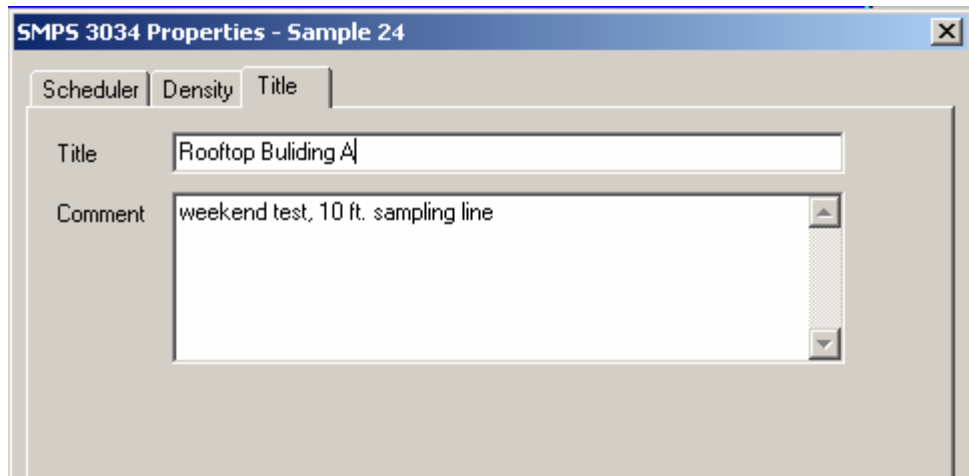 SMPS 3034 Properties - Sample 24
Scheduler Density Title
Title Rooftop Buliding A
Comment weekend test, 10 ft. sampling line